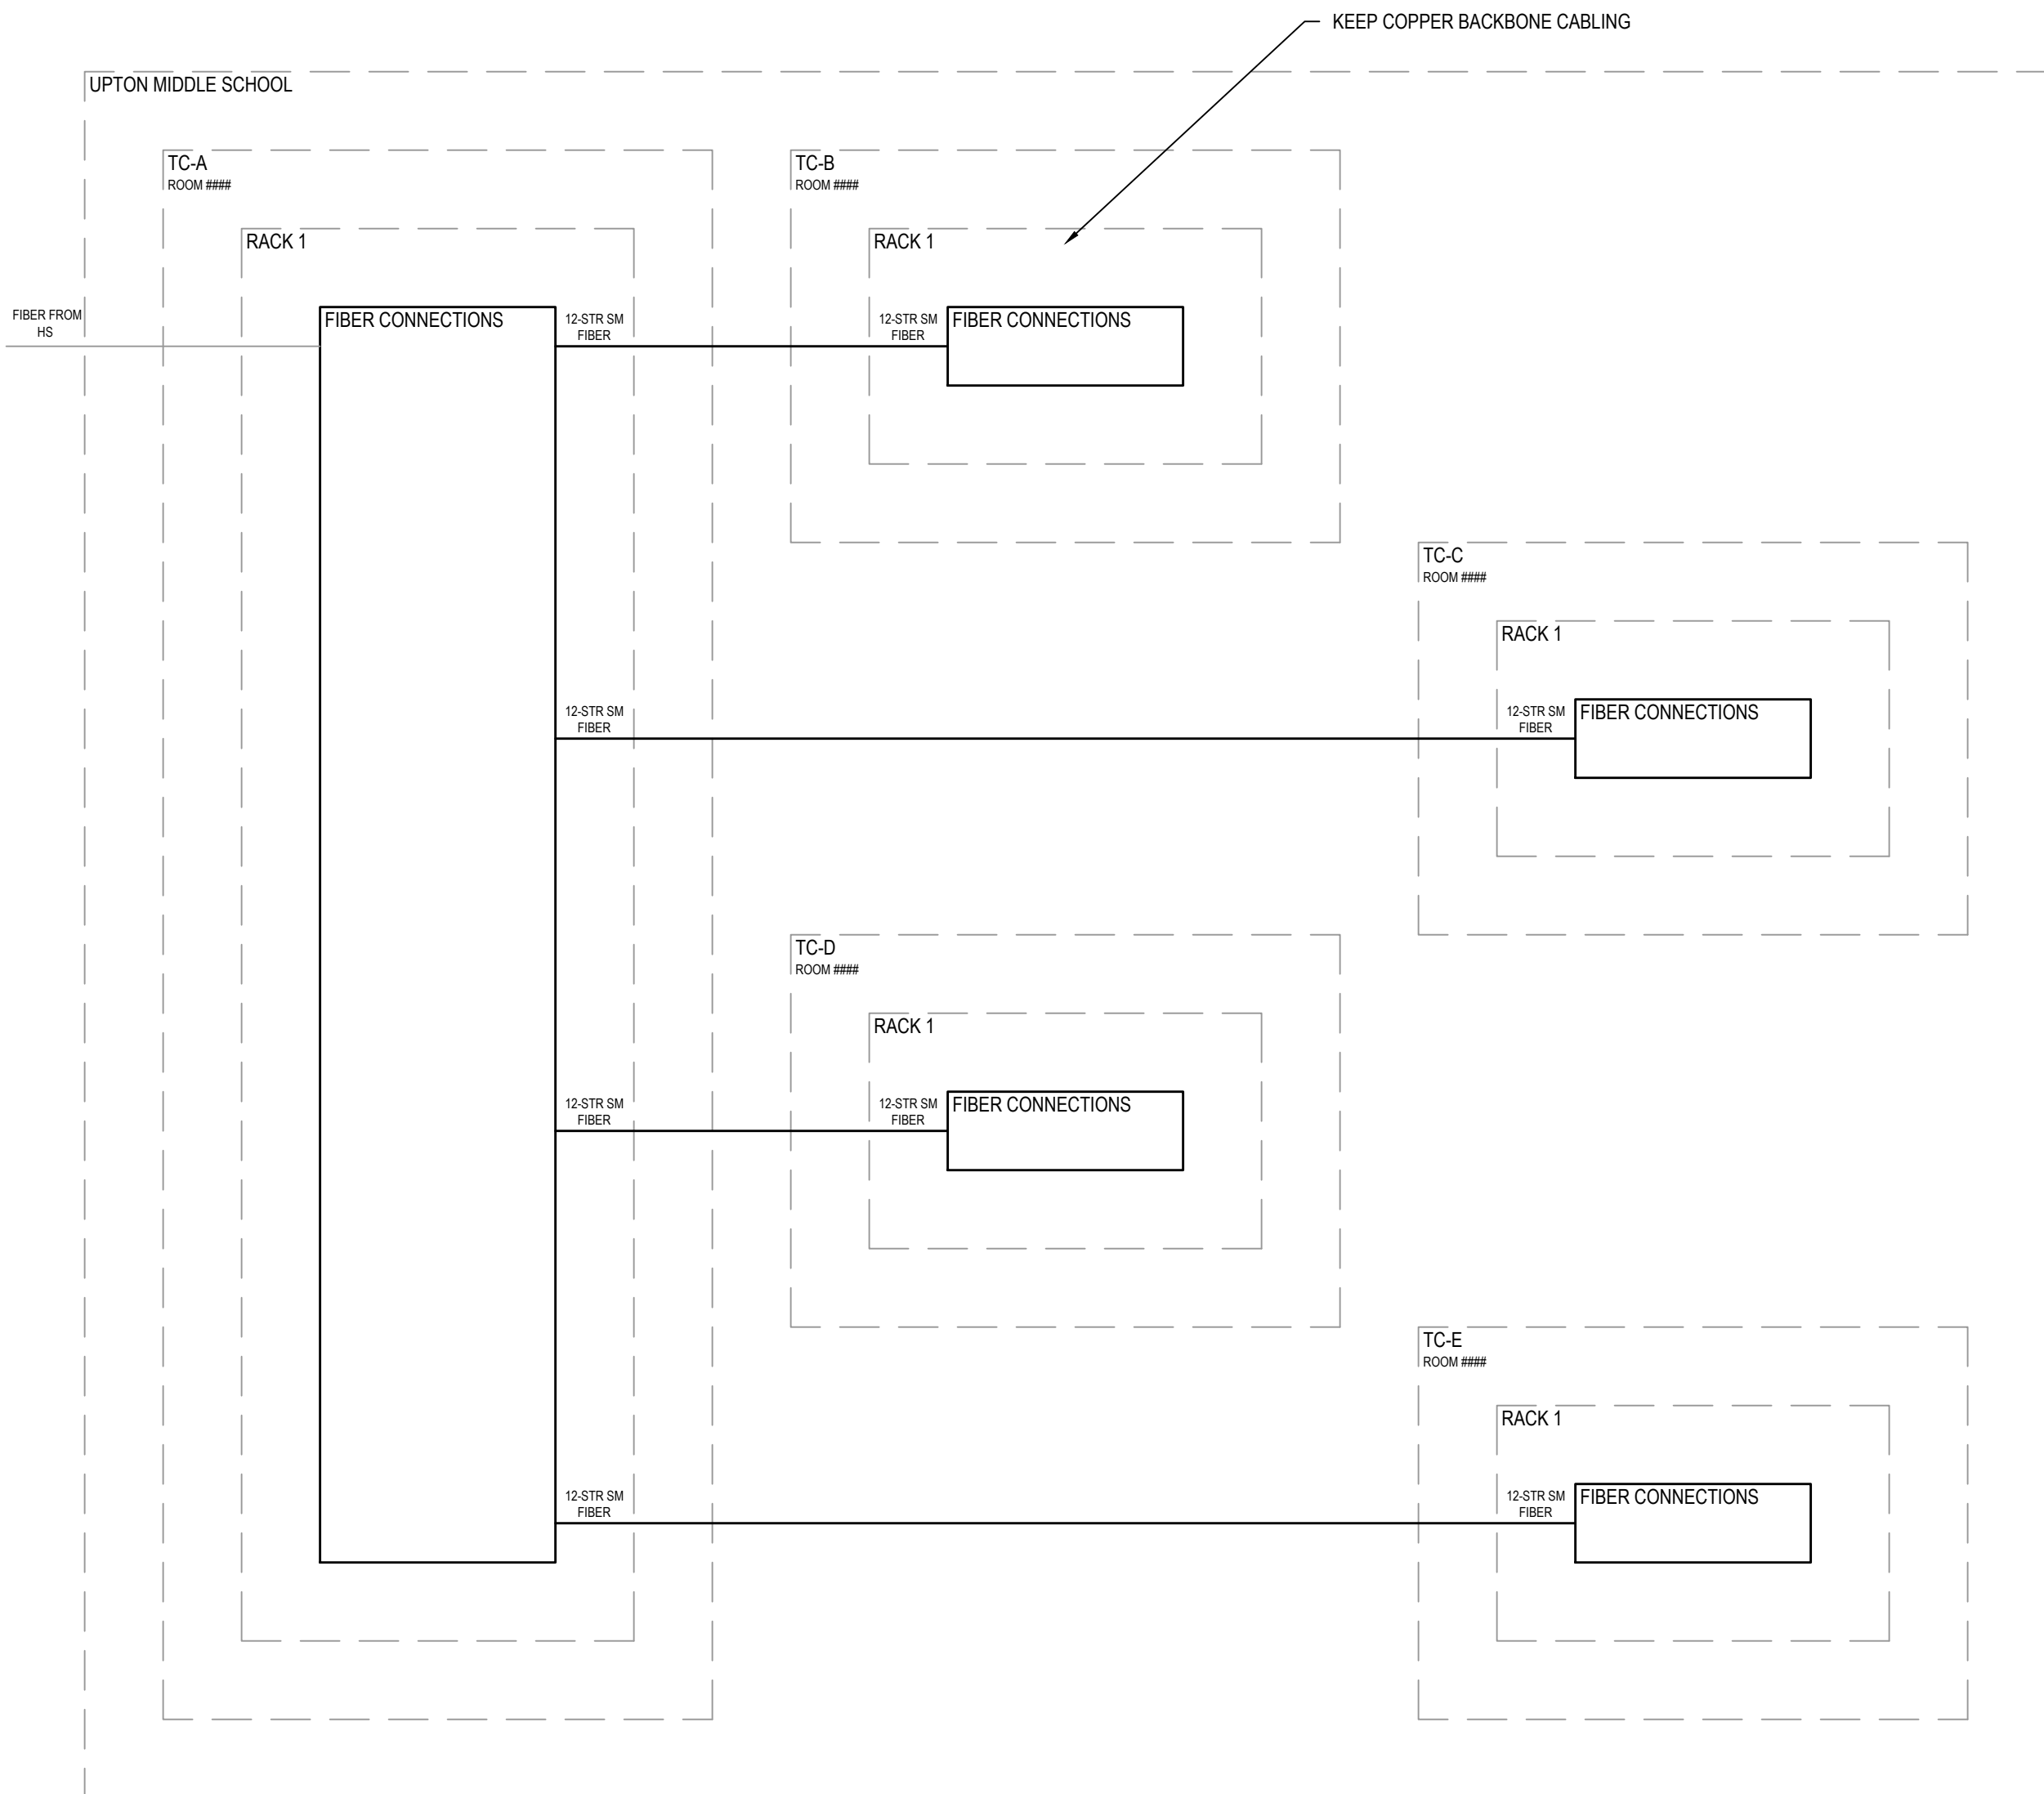 KEEP COPPER BACKBONE CABLING
UPTON MIDDLE SCHOOL
TC-A
ROOM ####
RACK 1
FIBER FROM
HS
FIBER CONNECTIONS
12-STR SM
FIBER
TC-B
ROOM ####
RACK 1
12-STR SM
FIBER
FIBER CONNECTIONS
TC-C
ROOM ####
RACK 1
12-STR SM
FIBER
12-STR SM
FIBER
FIBER CONNECTIONS
TC-D
ROOM ####
RACK 1
12-STR SM
FIBER
12-STR SM
FIBER
FIBER CONNECTIONS
TC-E
ROOM ####
RACK 1
12-STR SM
FIBER
12-STR SM
FIBER
FIBER CONNECTIONS